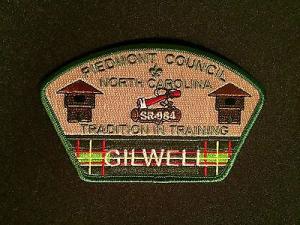 PIEDMONT COUNCIL
NORTH CAROLINA
SR-984
TRADITION IN TRAINING
GILWELL